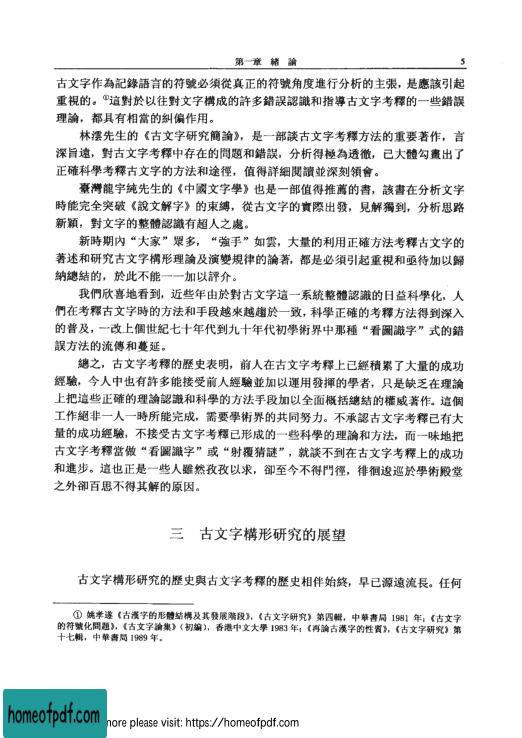 第一章 緒 論 5
古文字作為記錄語言的符號必須從真正的符號角度進行分析的主張，是應該引起
重視的。①這對於以往對文字構成的許多錯誤認識和指導古文字考釋的一些錯誤
理論，都具有相當的糾偏作用。
林澐先生的《古文字研究簡論》，是一部談古文字考釋方法的重要著作，言
深旨遠，對古文字考釋中存在的問題和錯誤，分析得極為透徹，已大體勾畫出了
正確科學考釋古文字的方法和途徑，值得詳細閱讀並深刻領會。
臺灣龍宇純先生的《中國文字學》也是一部值得推薦的書，該書在分析文字
時能完全突破《說文解字》的束縛，從古文字的實際出發，見解獨到，分析思路
新穎，對文字的整體認識有超人之處。
新時期內“大家”眾多，“強手”如雲，大量的利用正確方法考釋古文字的
著述和研究古文字構形理論及演變規律的論著，都是必須引起重視和亟待加以歸
納總結的，於此不能一一加以評介。
我們欣喜地看到，近些年由於對古文字這一系統整體認識的日益科學化，人
們在考釋古文字時的方法和手段越來越趨於一致，科學正確的考釋方法得到深入
的普及，一改上個世紀七十年代到九十年代初學術界中那種“看圖識字”式的錯
誤方法的流傳和蔓延。
總之，古文字考釋的歷史表明，前人在古文字考釋上已經積累了大量的成功
經驗，今人中也有許多能接受前人經驗並加以運用發揮的學者，只是缺乏在理論
上把這些正確的理論認識和科學的方法手段加以全面概括總結的權威著作。這個
工作絕非一人一時所能完成，需要學術界的共同努力。不承認古文字考釋已有大
量的成功經驗，不接受古文字考釋已形成的一些科學的理論和方法，而一味地把
古文字考釋當做“看圖識字”或“射覆猜謎”，就談不到在古文字考釋上的成功
和進步。這也正是一些人雖然孜孜以求，卻至今不得門徑，徘徊逡巡於學術殿堂
之外卻百思不得其解的原因。
三 古文字構形研究的展望
古文字構形研究的歷史與古文字考釋的歷史相伴始終，早已源遠流長。任何
① 姚孝遂《古漢字的形體結構及其發展階段》，《古文字研究》第四輯，中華書局 1981 年；《古文字
的符號化問題》，《古文字論集》（初編），香港中文大學 1983 年；《再論古漢字的性質》，《古文字研究》第
十七輯，中華書局 1989 年。
homeofpdf.com
more please visit: https://homeofpdf.com